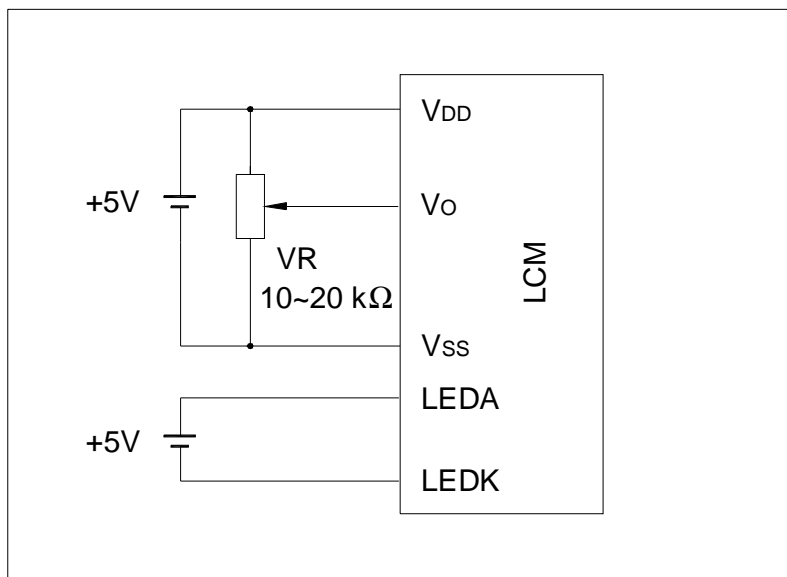 VDD
+5V
VO
VR
10~20 kΩ
LCM
VSS
LEDA
+5V
LEDK